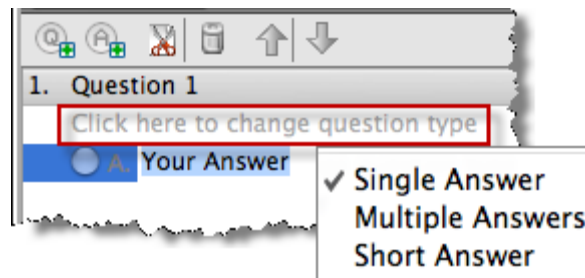 Q A
1. Question 1
Click here to change question type
A. Your Answer
✓ Single Answer
Multiple Answers
Short Answer